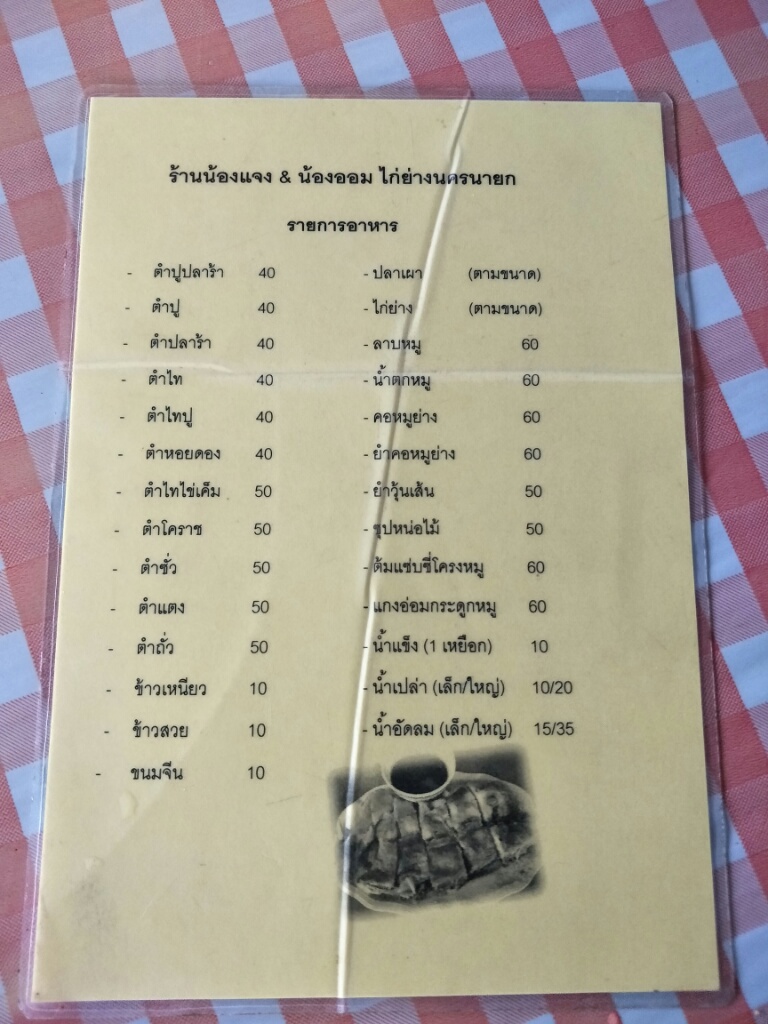 ร้านน้องแจง & น้องออม ไก่ย่างนครนายก
รายการอาหาร
- ตำปูปลาร้า 40
- ตำปู 40
- ตำปลาร้า 40
- ตำไท 40
- ตำไทปู 40
- ตำหอยดอง 40
- ตำไทไข่เค็ม 50
- ตำโคราช 50
- ตำซั่ว 50
- ตำแตง 50
- ตำถั่ว 50
- ข้าวเหนียว 10
- ข้าวสวย 10
- ขนมจีน 10
- ปลาเผา (ตามขนาด)
- ไก่ย่าง (ตามขนาด)
- ลาบหมู 60
- น้ำตกหมู 60
- คอหมูย่าง 60
- ยำคอหมูย่าง 60
- ยำวุ้นเส้น 50
- ซุปหน่อไม้ 50
- ต้มแซ่บซี่โครงหมู 60
- แกงอ่อมกระดูกหมู 60
- น้ำแข็ง (1 เหยือก) 10
- น้ำเปล่า (เล็ก/ใหญ่) 10/20
- น้ำอัดลม (เล็ก/ใหญ่) 15/35